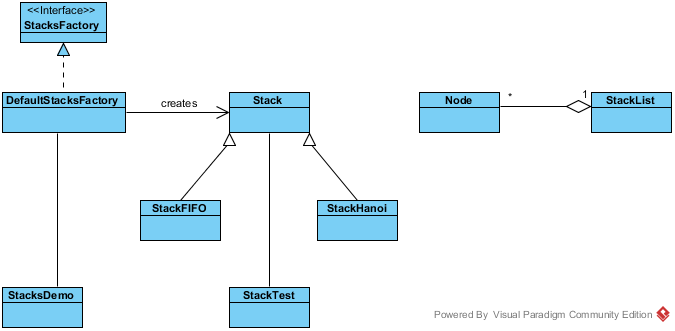 <<Interface>>
StacksFactory
DefaultStacksFactory
creates
Stack
Node
*
1
StackList
StackFIFO
StackHanoi
StacksDemo
StackTest
Powered By Visual Paradigm Community Edition